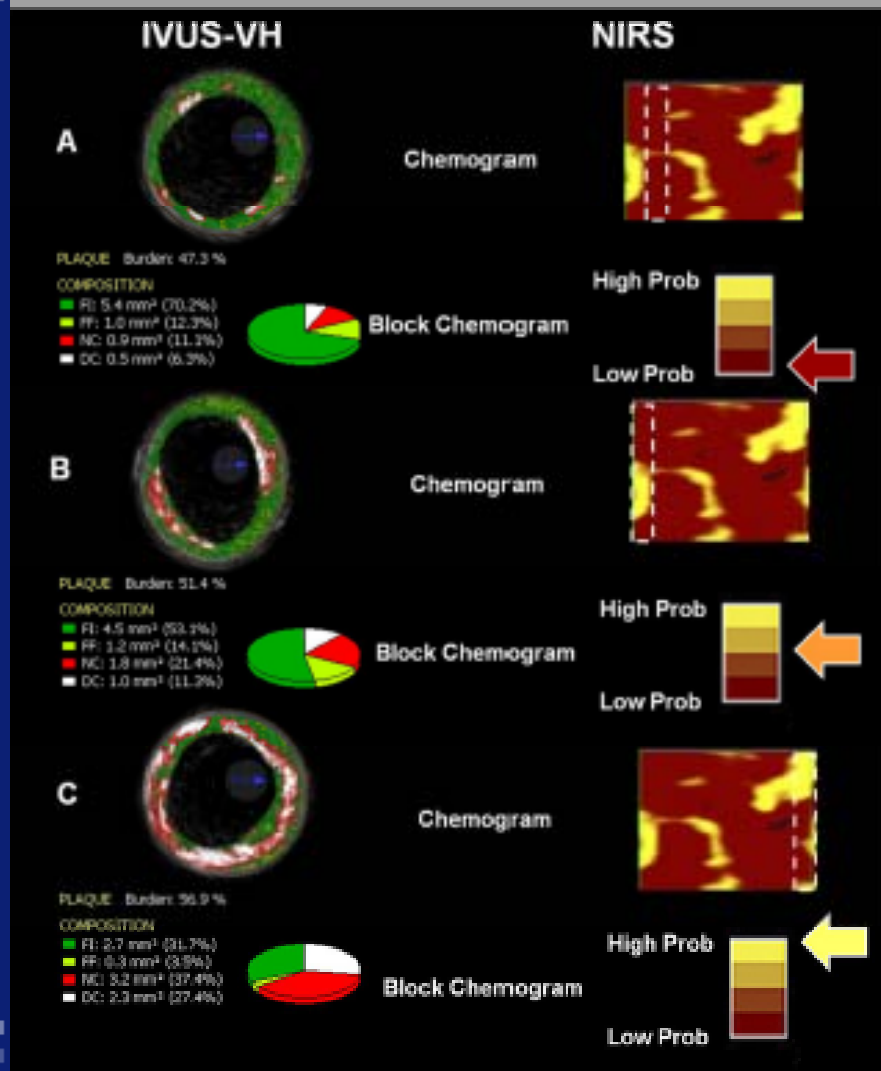 IVUS-VH
NIRS
A
Chemogram
PLAQUE Burden: 47.3 %
COMPOSITION
FI: 5.4 mm² (70.2%)
FF: 1.0 mm² (12.3%)
NC: 0.9 mm² (11.1%)
DC: 0.5 mm² (6.3%)
Block Chemogram
High Prob
Low Prob
B
Chemogram
PLAQUE Burden: 51.4 %
COMPOSITION
FI: 4.5 mm² (53.1%)
FF: 1.2 mm² (14.1%)
NC: 1.8 mm² (21.4%)
DC: 1.0 mm² (11.3%)
Block Chemogram
High Prob
Low Prob
C
Chemogram
PLAQUE Burden: 56.9 %
COMPOSITION
FI: 2.7 mm² (31.7%)
FF: 0.3 mm² (3.5%)
NC: 3.2 mm² (37.4%)
DC: 2.3 mm² (27.4%)
Block Chemogram
High Prob
Low Prob